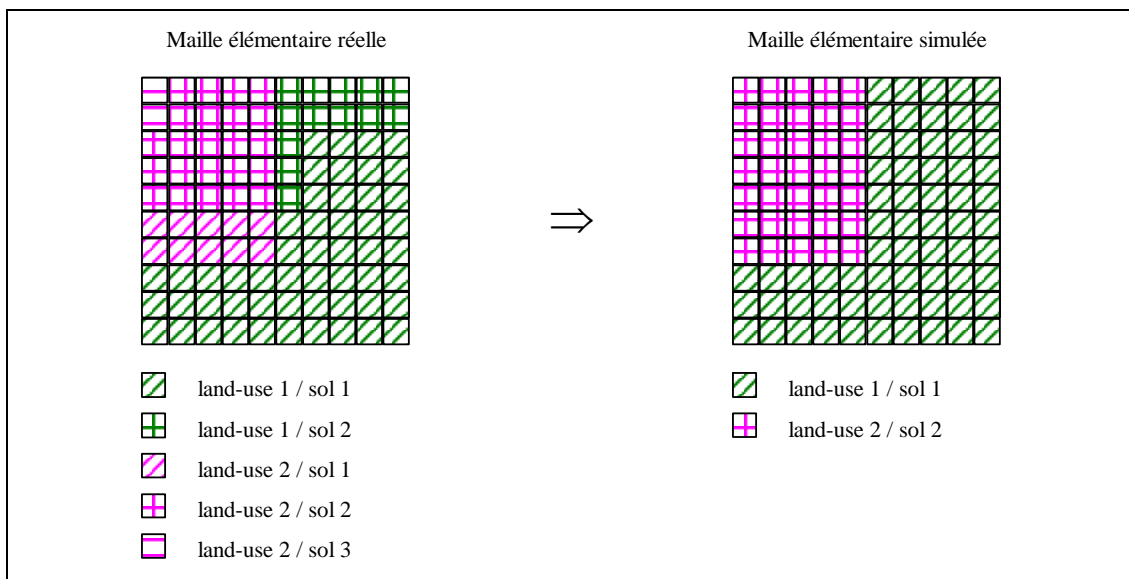 Maille élémentaire réelle
Maille élémentaire simulée
⇒
land-use 1 / sol 1
land-use 1 / sol 2
land-use 2 / sol 1
land-use 2 / sol 2
land-use 2 / sol 3
land-use 1 / sol 1
land-use 2 / sol 2